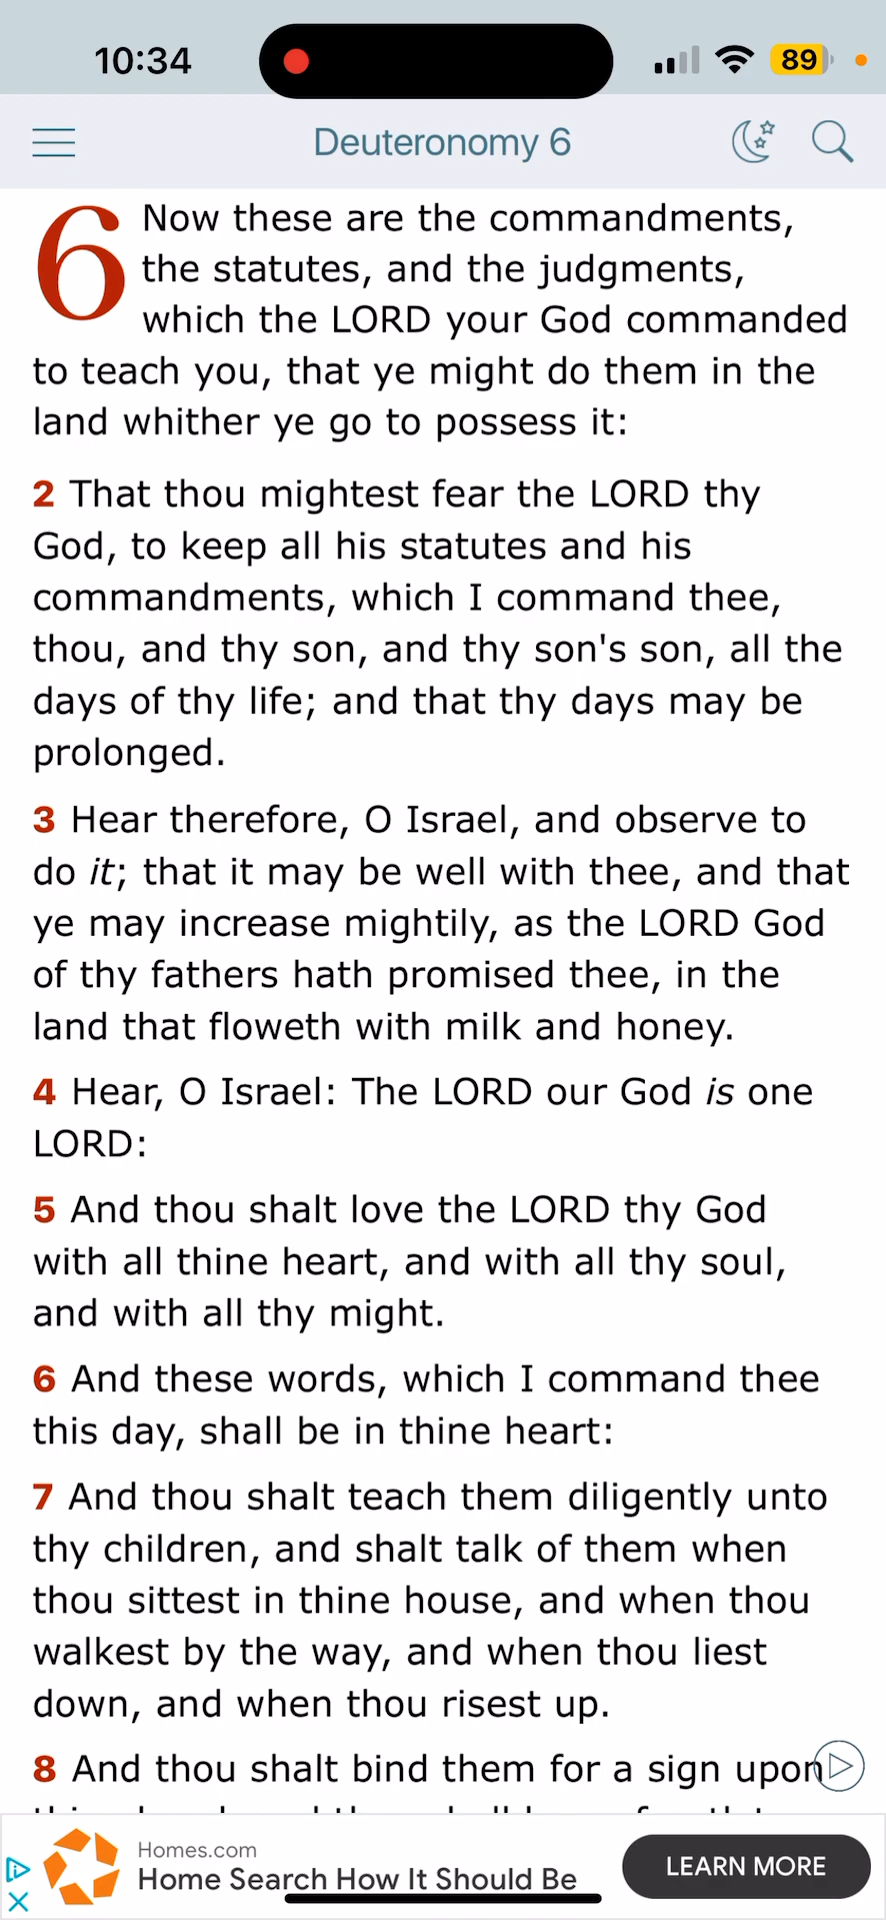 10:34
89
Deuteronomy 6
6 Now these are the commandments,
the statutes, and the judgments,
which the LORD your God commanded
to teach you, that ye might do them in the
land whither ye go to possess it:
2 That thou mightest fear the LORD thy
God, to keep all his statutes and his
commandments, which I command thee,
thou, and thy son, and thy son's son, all the
days of thy life; and that thy days may be
prolonged.
3 Hear therefore, O Israel, and observe to
do it; that it may be well with thee, and that
ye may increase mightily, as the LORD God
of thy fathers hath promised thee, in the
land that floweth with milk and honey.
4 Hear, O Israel: The LORD our God is one
LORD:
5 And thou shalt love the LORD thy God
with all thine heart, and with all thy soul,
and with all thy might.
6 And these words, which I command thee
this day, shall be in thine heart:
7 And thou shalt teach them diligently unto
thy children, and shalt talk of them when
thou sittest in thine house, and when thou
walkest by the way, and when thou liest
down, and when thou risest up.
8 And thou shalt bind them for a sign upon
Homes.com
Home Search How It Should Be
LEARN MORE